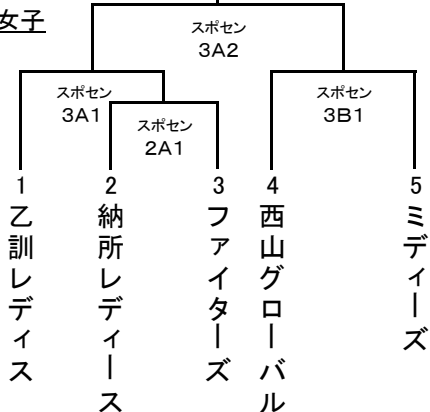 女子
スポセン
3A2
スポセン
3A1
スポセン
3B1
スポセン
2A1
1
乙訓レディス
2
納所レディース
3
ファイターズ
4
西山グローバル
5
ミディーズ